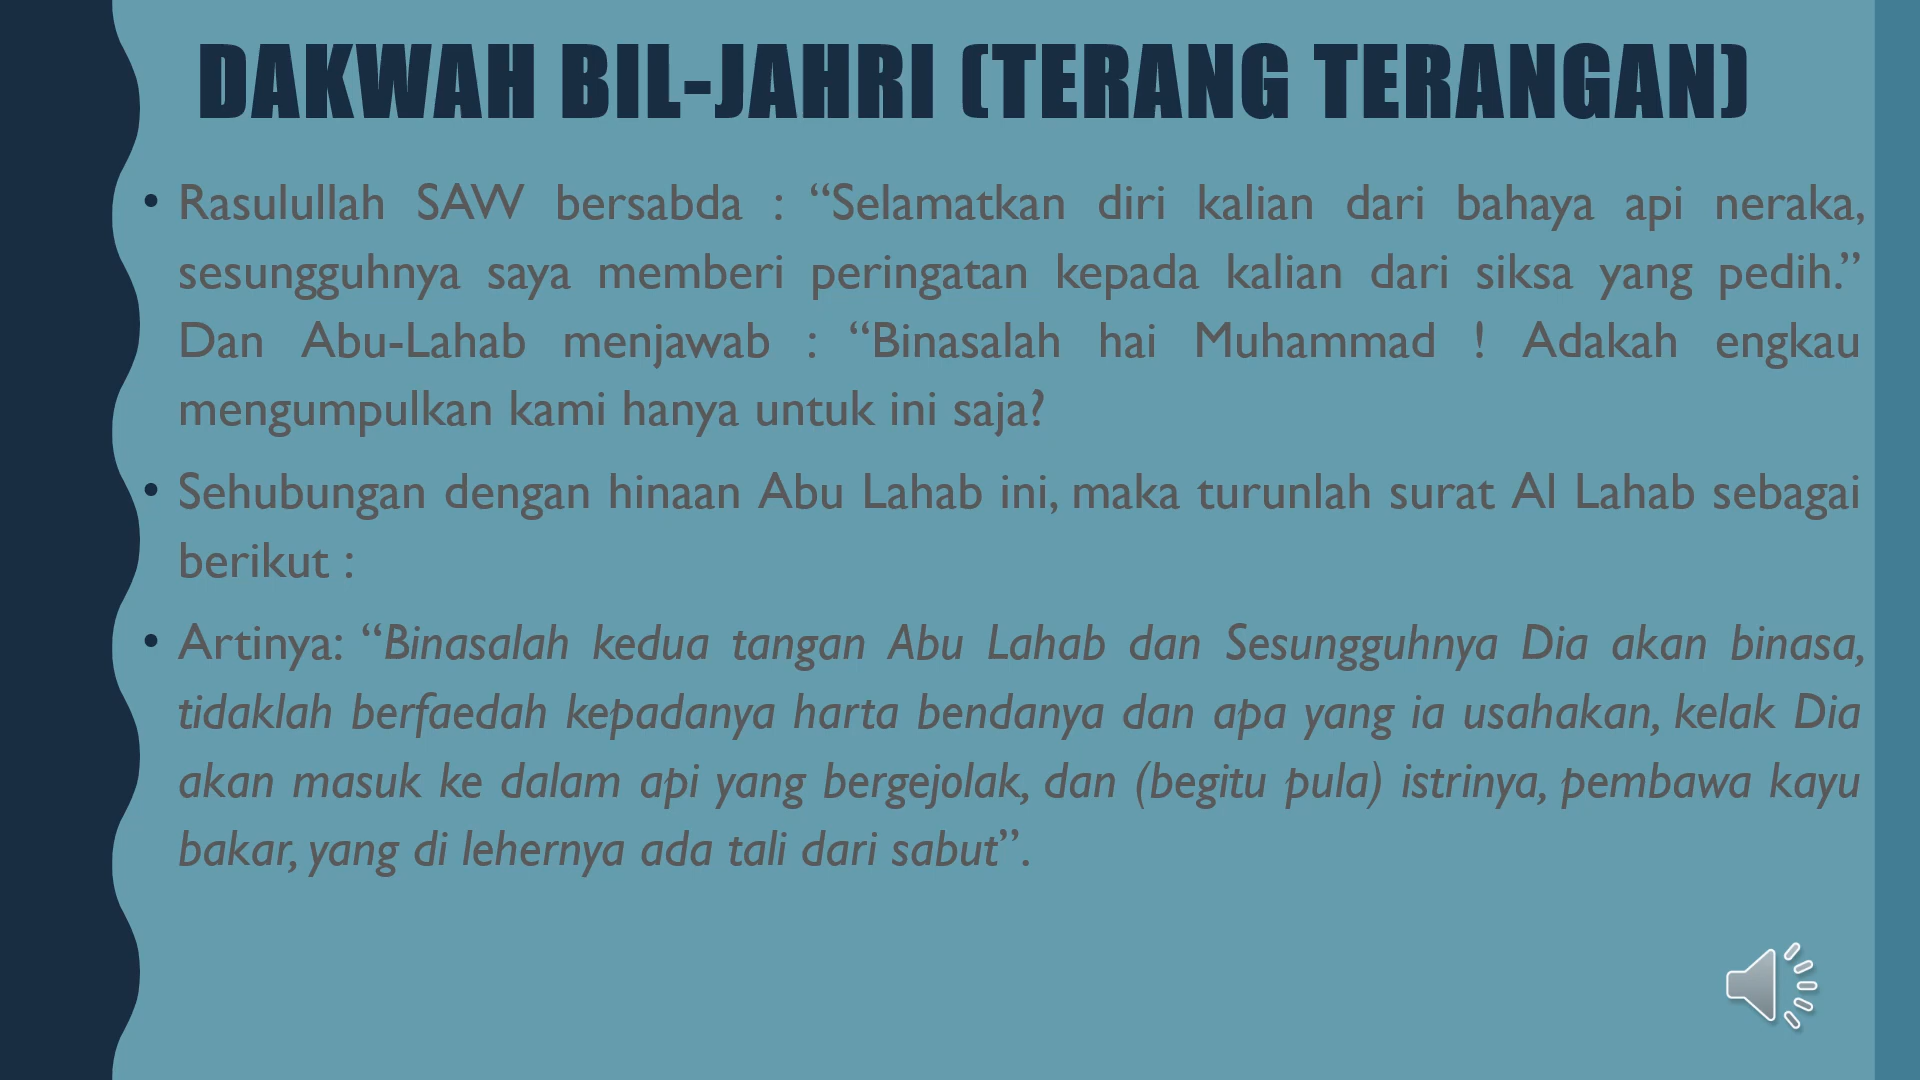 DAKWAH BIL-JAHRI (TERANG TERANGAN)
• Rasulullah SAW bersabda : “Selamatkan diri kalian dari bahaya api neraka,
sesungguhnya saya memberi peringatan kepada kalian dari siksa yang pedih.”
Dan Abu-Lahab menjawab : “Binasalah hai Muhammad ! Adakah engkau
mengumpulkan kami hanya untuk ini saja?
• Sehubungan dengan hinaan Abu Lahab ini, maka turunlah surat Al Lahab sebagai
berikut :
• Artinya: “Binasalah kedua tangan Abu Lahab dan Sesungguhnya Dia akan binasa,
tidaklah berfaedah kepadanya harta bendanya dan apa yang ia usahakan, kelak Dia
akan masuk ke dalam api yang bergejolak, dan (begitu pula) istrinya, pembawa kayu
bakar, yang di lehernya ada tali dari sabut”.